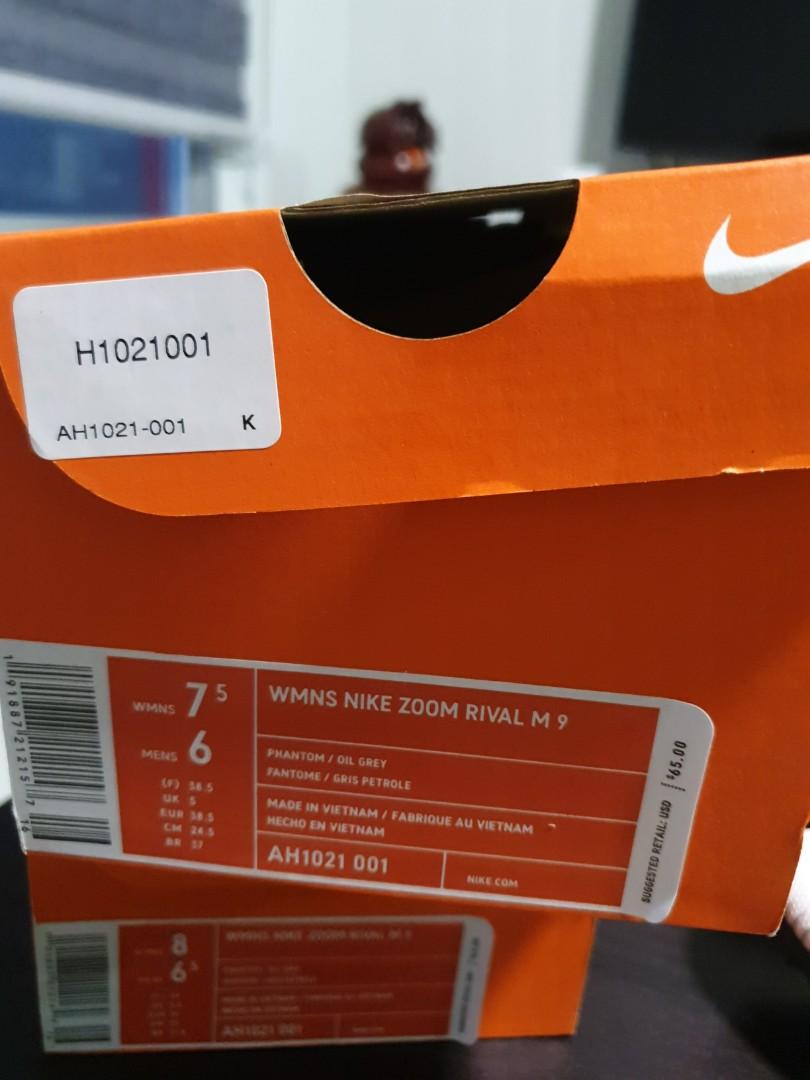 H1021001
AH1021-001 K
WMNS 7 5
MENS 6
(F) 38.5
UK 5
EUR 38.5
CM 24.5
BR 37
WMNS NIKE ZOOM RIVAL M 9
PHANTOM / OIL GREY
FANTOME / GRIS PETROLE
MADE IN VIETNAM / FABRIQUE AU VIETNAM
HECHO EN VIETNAM
AH1021 001
NIKE.COM
SUGGESTED RETAIL: USD $65.00
8
6 5
AH1021 001